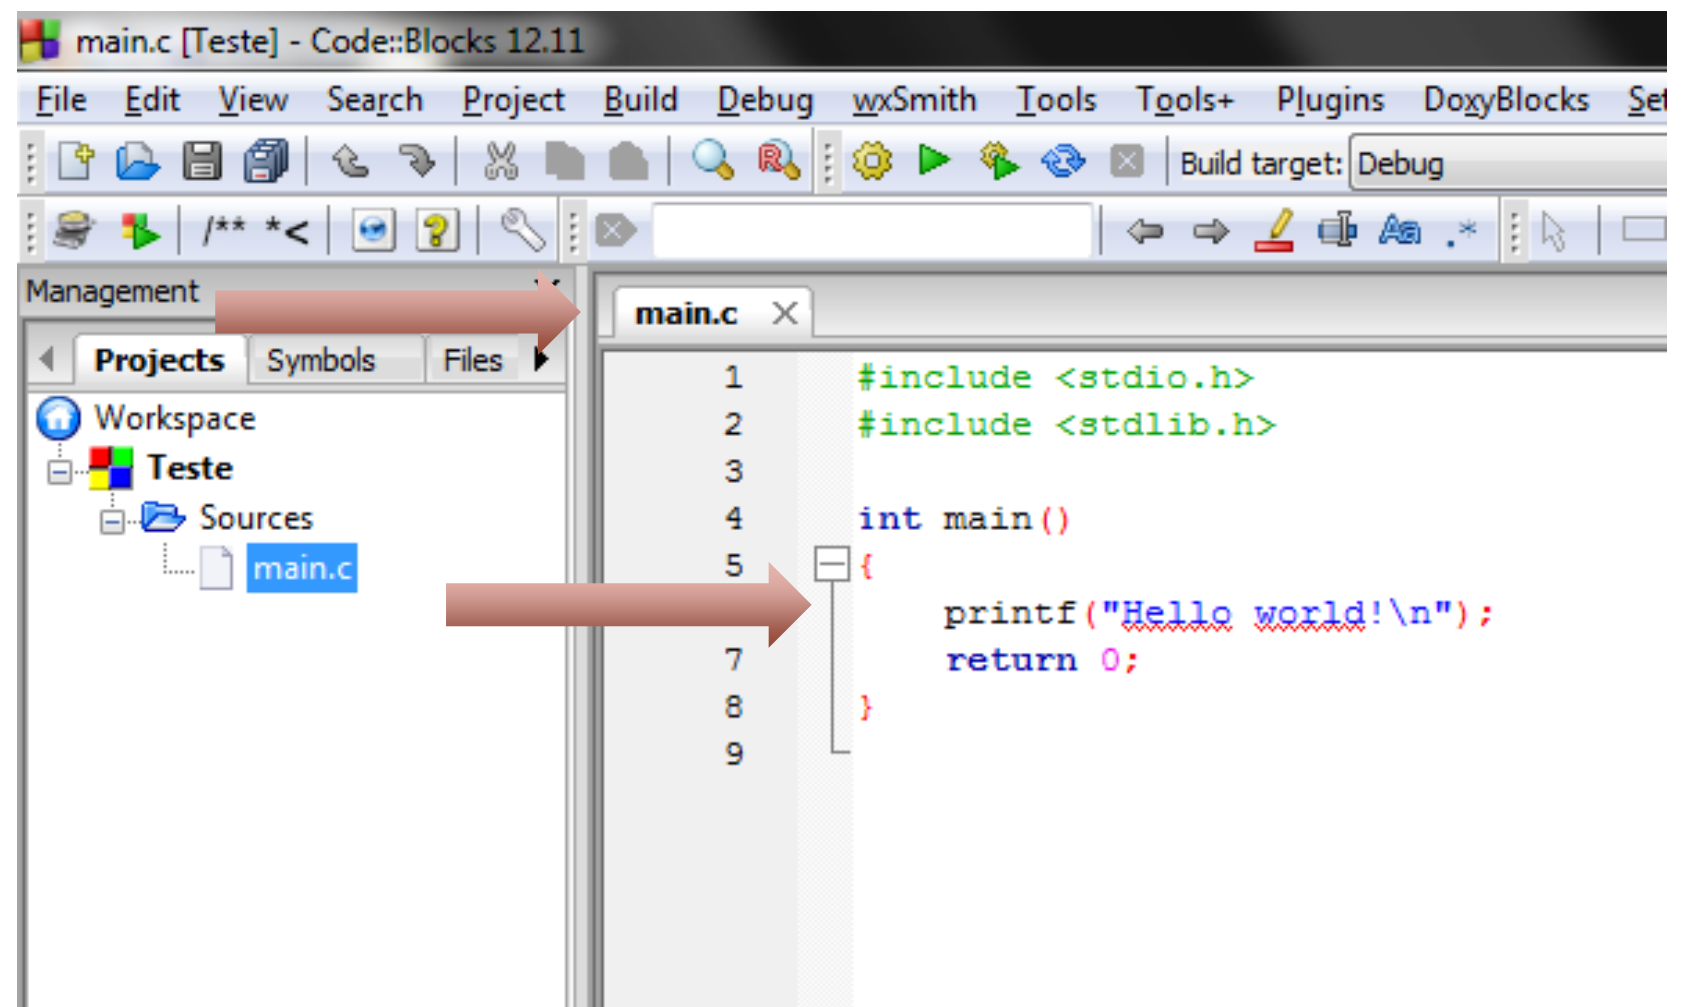 main.c [Teste] - Code::Blocks 12.11
File Edit View Search Project Build Debug wxSmith Tools Tools+ Plugins DoxyBlocks Set
Build target: Debug
/** *<
Management
main.c
Projects Symbols Files
Workspace
Teste
Sources
main.c
1 #include <stdio.h>
2 #include <stdlib.h>
3
4 int main()
5 {
printf("Hello world!\n");
7 return 0;
8 }
9